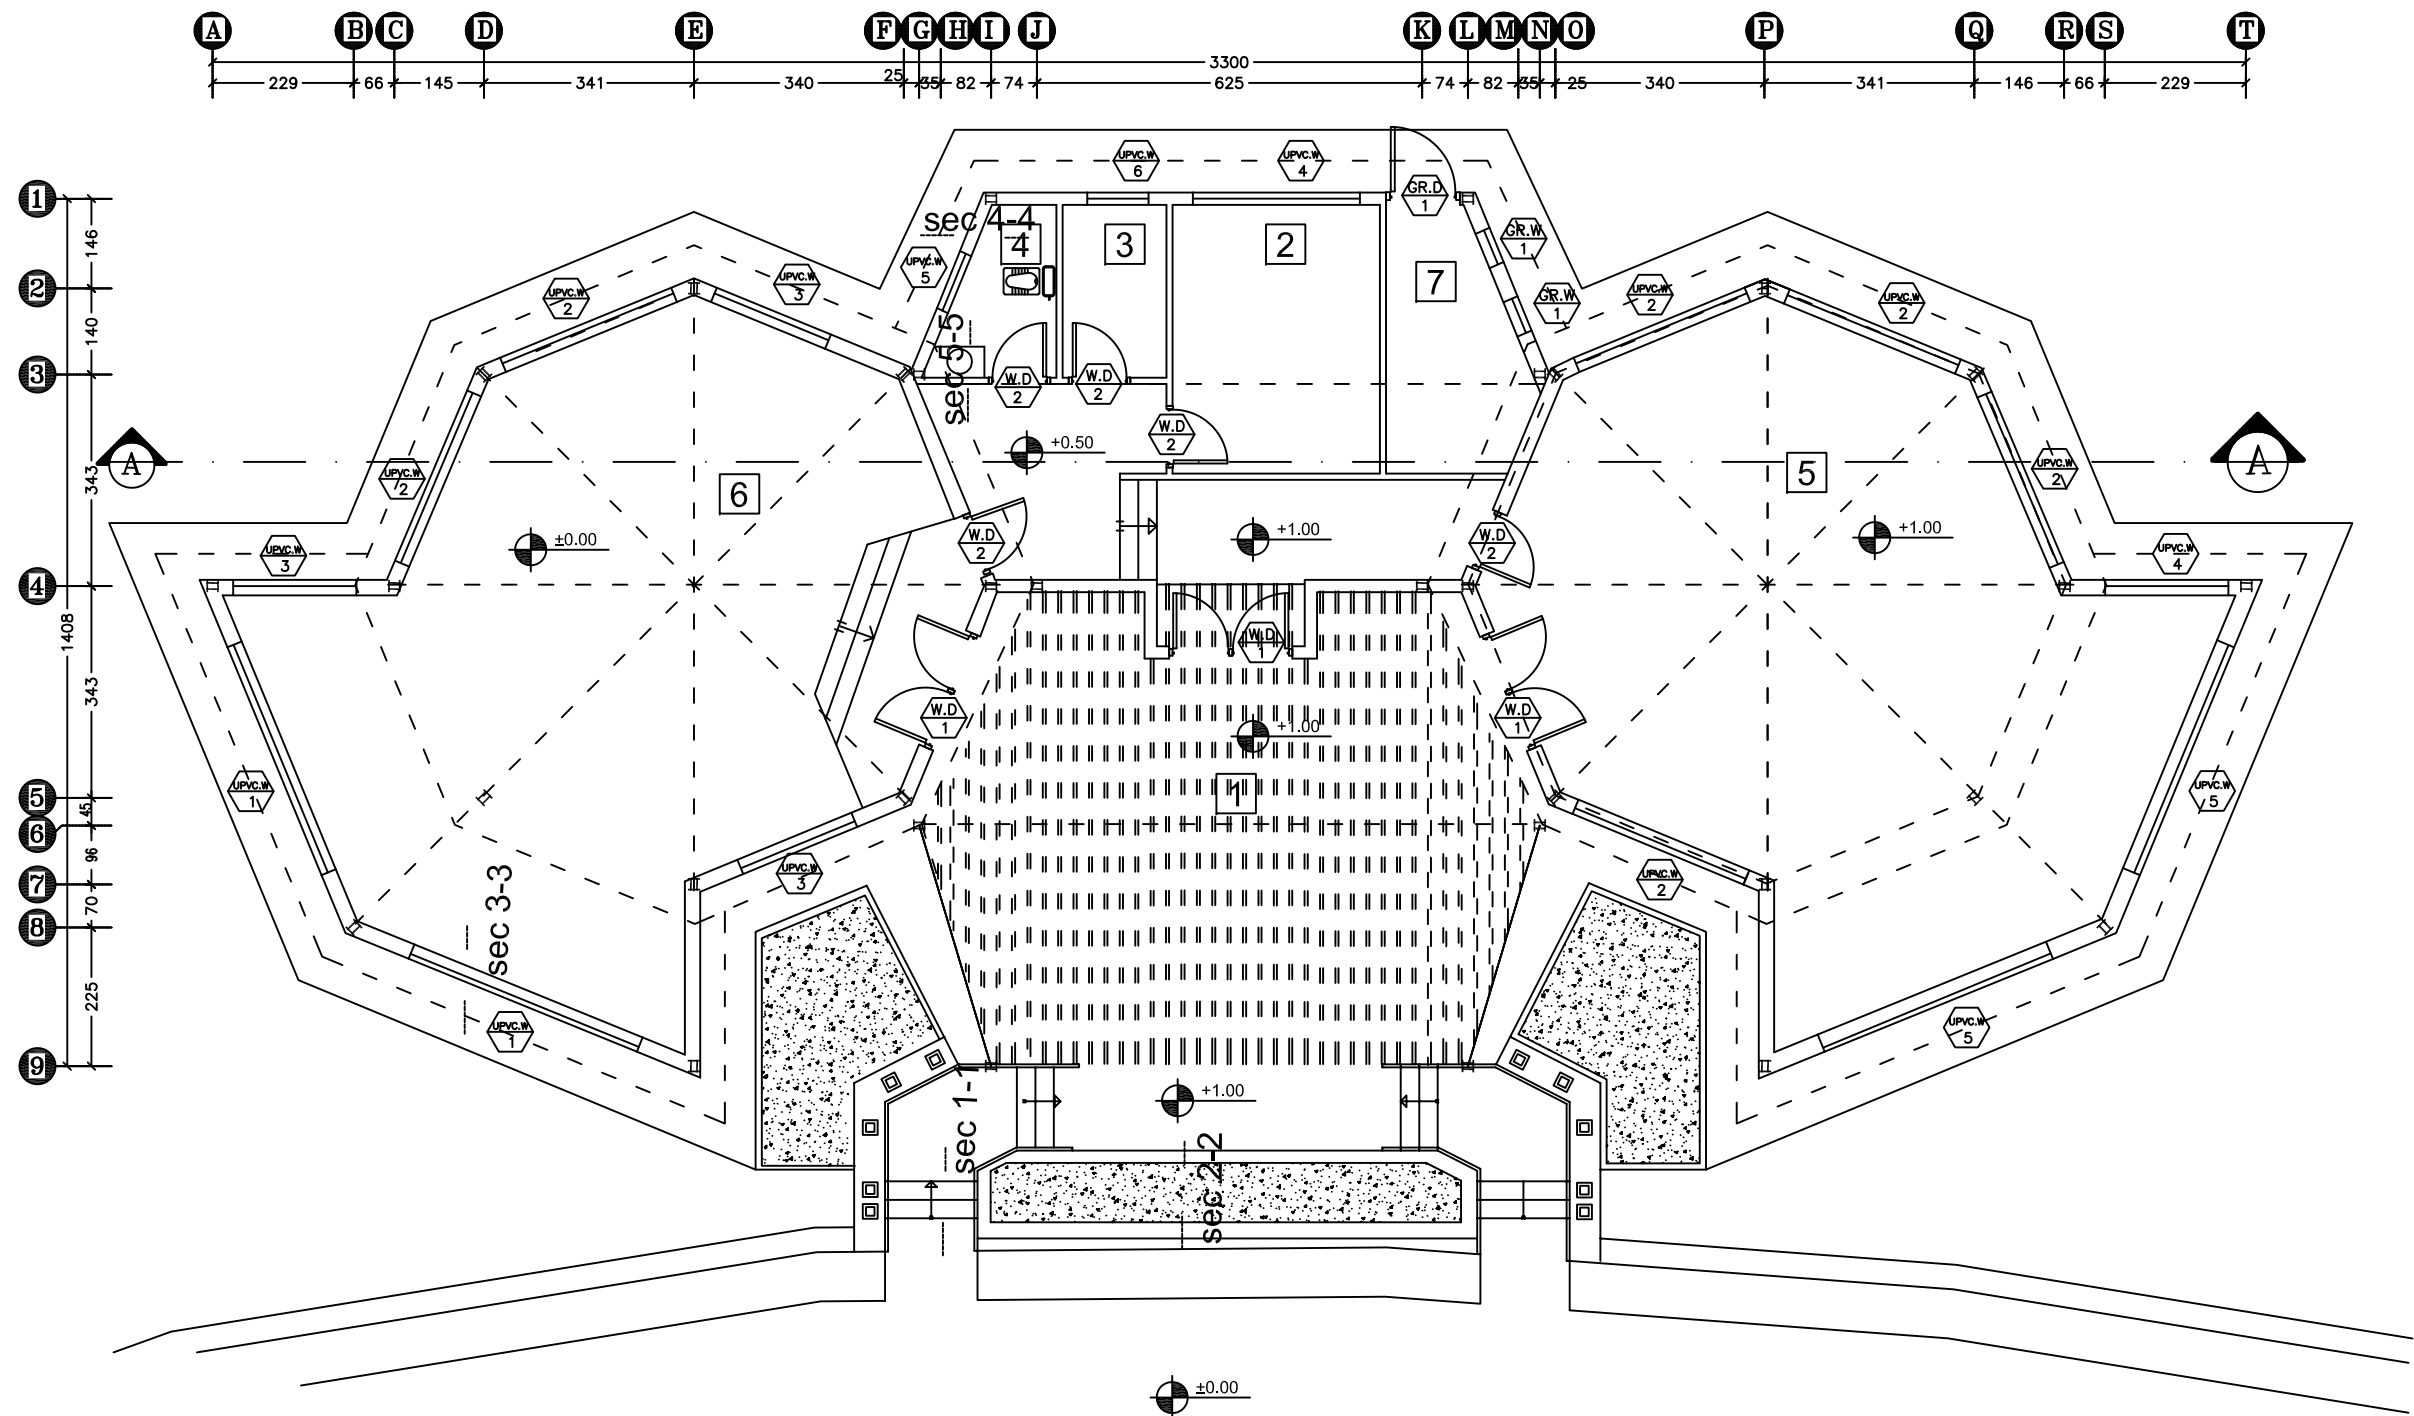 A B C D E F G H I J K L M N O P Q R S T
3300
229 66 145 341 340 25 35 82 74 625 74 82 35 25 340 341 146 66 229
1 2 3 4 5 6 7 8 9
146 140 343 343 45 96 70 225
1408
UPVC.W 6
UPVC.W 4
GR.D 1
sec 4-4
4
3
2
7
UPVC.W 5
GR.W 1
GR.W 1
UPVC.W 2
UPVC.W 3
UPVC.W 2
UPVC.W 2
sec 5-5
W.D 2
W.D 2
W.D 2
+0.50
A
A
UPVC.W 2
6
5
UPVC.W 2
±0.00
W.D 2
+1.00
W.D 2
+1.00
UPVC.W 3
UPVC.W 4
W.D 1
W.D 1
W.D 1
+1.00
UPVC.W 1
1
UPVC.W 5
UPVC.W 3
UPVC.W 2
sec 3-3
UPVC.W 1
UPVC.W 5
sec 1-1
+1.00
sec 2-2
±0.00